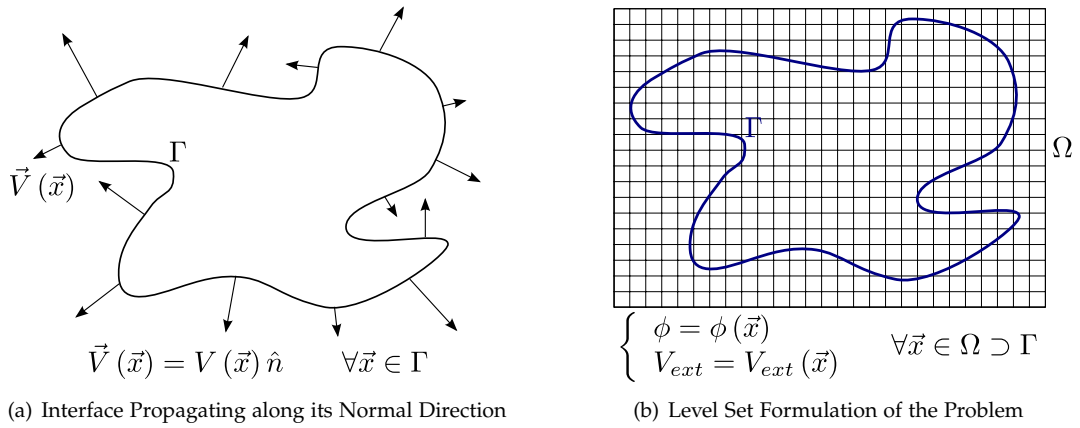 Γ
V⃗ (x⃗)
V⃗ (x⃗) = V (x⃗) n̂ ∀x⃗ ∈ Γ
(a) Interface Propagating along its Normal Direction
Γ
Ω
ϕ = ϕ (x⃗)
V_ext = V_ext (x⃗)
∀x⃗ ∈ Ω ⊃ Γ
(b) Level Set Formulation of the Problem